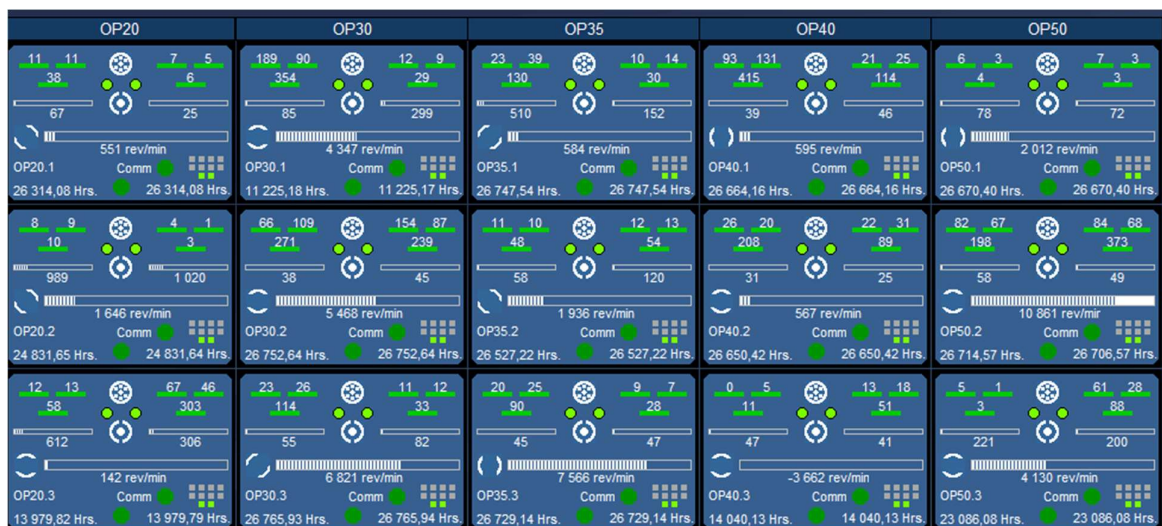 OP20 OP30 OP35 OP40 OP50
11 11 7 5 189 90 12 9 23 39 10 14 93 131 21 25 6 3 7 3
38 6 354 29 130 30 415 114 4 3
67 25 85 299 510 152 39 46 78 72
551 rev/min 4 347 rev/min 584 rev/min 595 rev/min 2 012 rev/min
OP20.1 Comm OP30.1 Comm OP35.1 Comm OP40.1 Comm OP50.1 Comm
26 314,08 Hrs. 26 314,08 Hrs. 11 225,18 Hrs. 11 225,17 Hrs. 26 747,54 Hrs. 26 747,54 Hrs. 26 664,16 Hrs. 26 664,16 Hrs. 26 670,40 Hrs. 26 670,40 Hrs.
8 9 4 1 66 109 154 87 11 10 12 13 26 20 22 31 82 67 84 68
10 3 271 239 48 54 208 89 198 373
989 1 020 38 45 58 120 31 25 58 49
1 646 rev/min 5 468 rev/min 1 936 rev/min 567 rev/min 10 861 rev/mir
OP20.2 Comm OP30.2 Comm OP35.2 Comm OP40.2 Comm OP50.2 Comm
24 831,65 Hrs. 24 831,64 Hrs. 26 752,64 Hrs. 26 752,64 Hrs. 26 527,22 Hrs. 26 527,22 Hrs. 26 650,42 Hrs. 26 650,42 Hrs. 26 714,57 Hrs. 26 706,57 Hrs.
12 13 67 46 23 26 11 12 20 25 9 7 0 5 13 18 5 1 61 28
58 303 114 33 90 28 11 51 3 88
612 306 55 82 45 47 47 41 221 200
142 rev/min 6 821 rev/min 7 566 rev/min -3 662 rev/min 4 130 rev/min
OP20.3 Comm OP30.3 Comm OP35.3 Comm OP40.3 Comm OP50.3 Comm
13 979,82 Hrs. 13 979,79 Hrs. 26 765,93 Hrs. 26 765,94 Hrs. 26 729,14 Hrs. 26 729,14 Hrs. 14 040,13 Hrs. 14 040,13 Hrs. 23 086,08 Hrs. 23 086,08 Hrs.